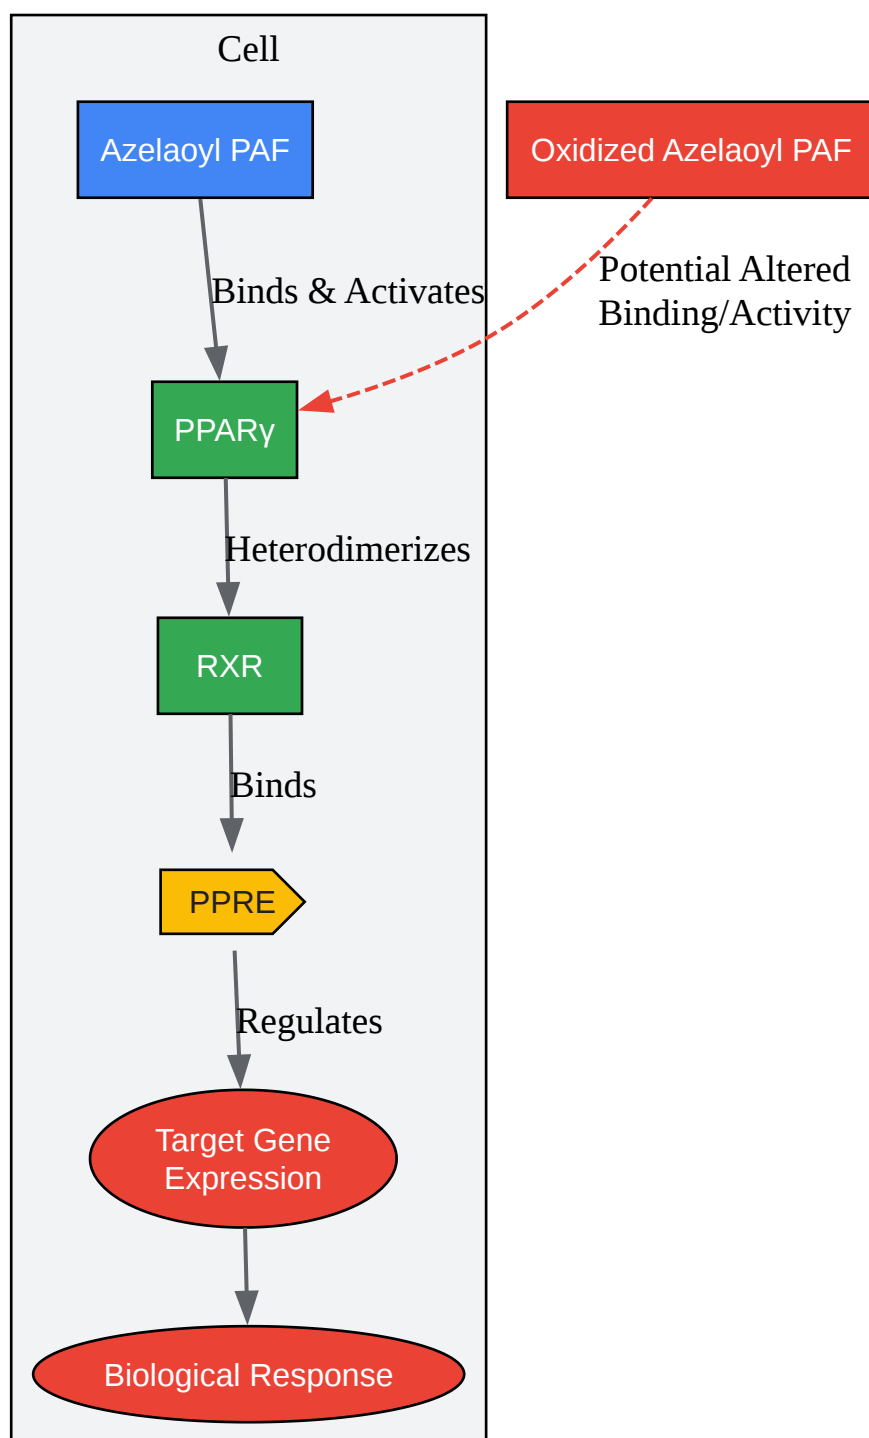 Cell
Azelaoyl PAF
Oxidized Azelaoyl PAF
Binds & Activates
Potential Altered
Binding/Activity
PPARγ
Heterodimerizes
RXR
Binds
PPRE
Regulates
Target Gene
Expression
Biological Response